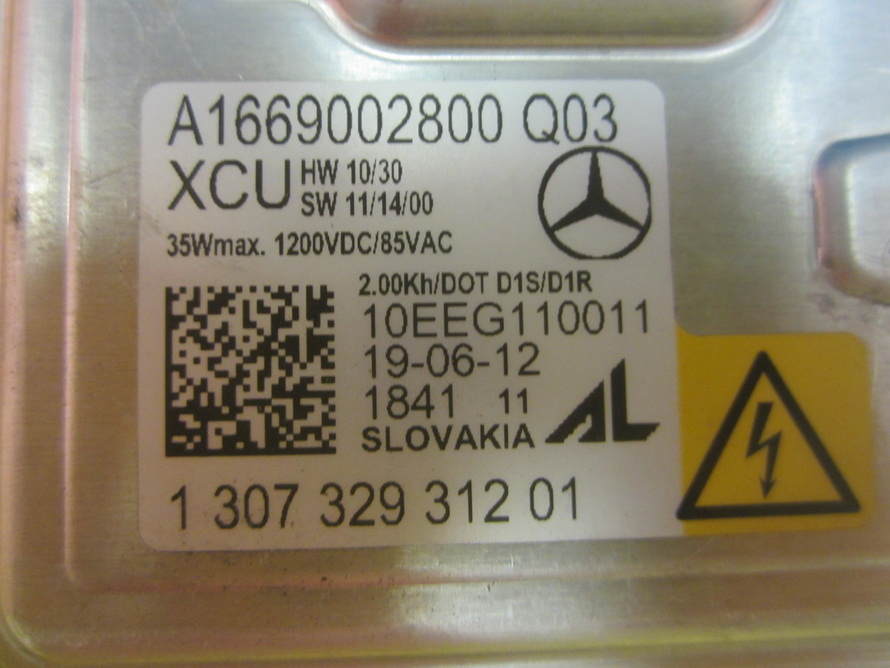 A1669002800 Q03
XCU HW 10/30
SW 11/14/00
35Wmax. 1200VDC/85VAC
2.00Kh/DOT D1S/D1R
10EEG110011
19-06-12
1841 11
SLOVAKIA AL
1 307 329 312 01